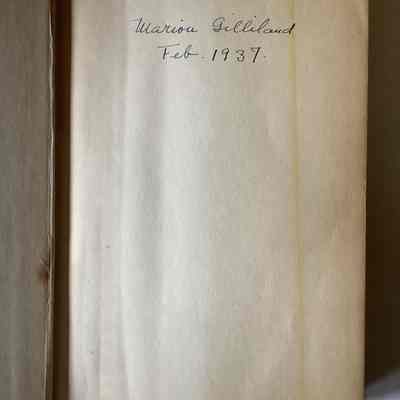 Marion Gilliland
Feb. 1937.